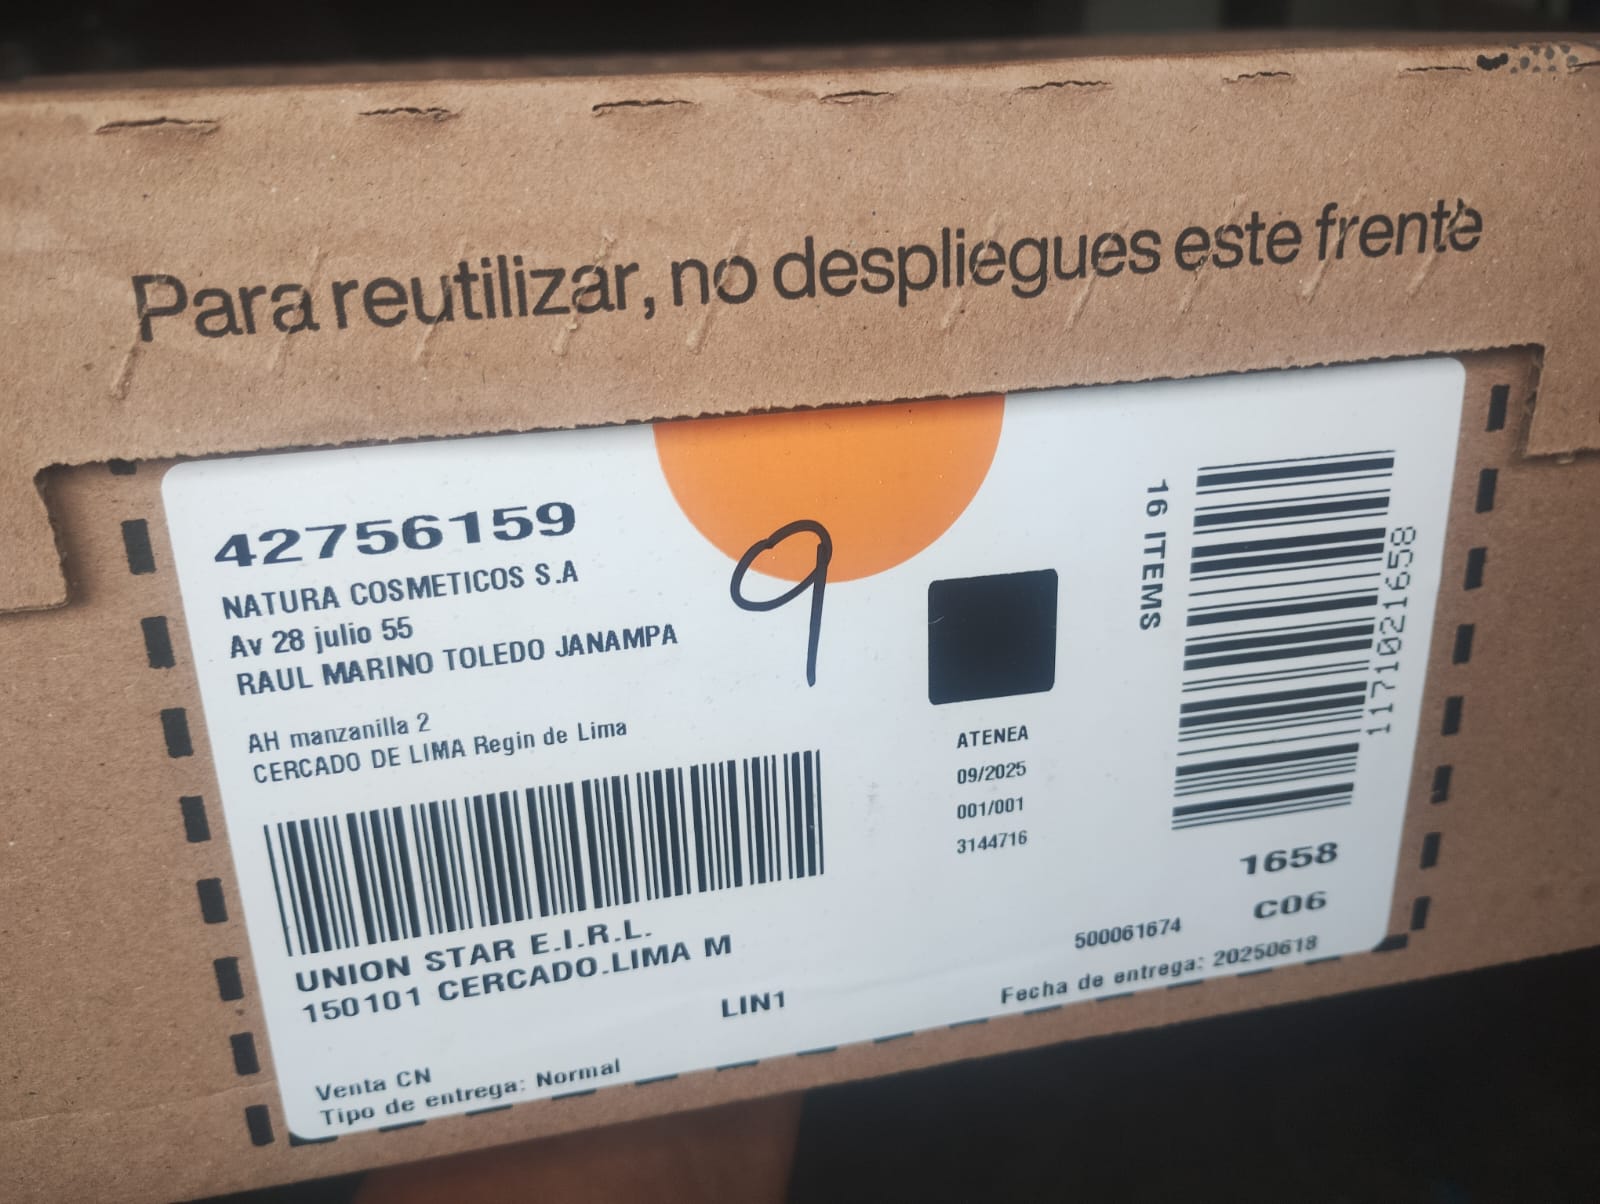 Para reutilizar, no despliegues este frente
42756159
NATURA COSMETICOS S.A
Av 28 julio 55
RAUL MARINO TOLEDO JANAMPA
AH manzanilla 2
CERCADO DE LIMA Regin de Lima
UNION STAR E.I.R.L.
150101 CERCADO.LIMA M
LIN1
Venta CN
Tipo de entrega: Normal
9
ATENEA
09/2025
001/001
3144716
16 ITEMS
1171021658
1658
C06
500061674
Fecha de entrega: 20250618